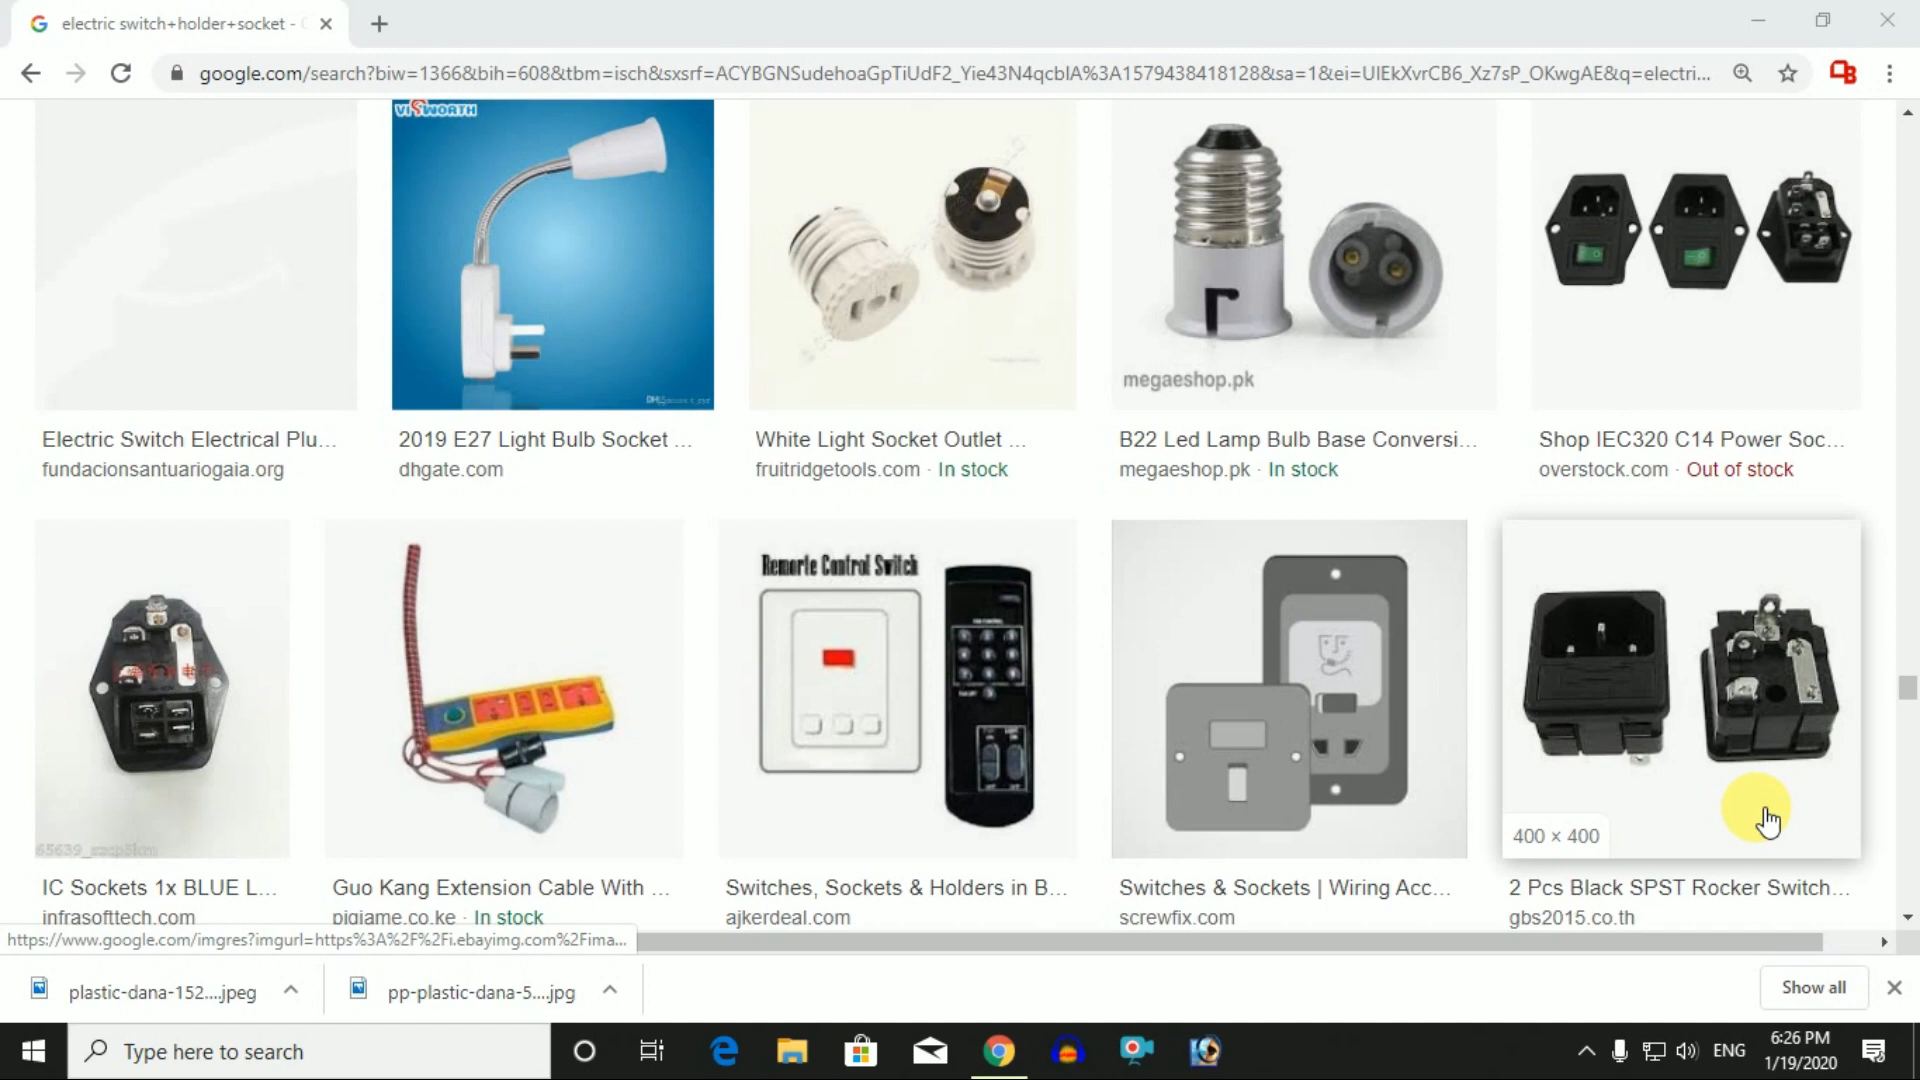 electric switch+holder+socket -
google.com/search?biw=1366&bih=608&tbm=isch&sxsrf=ACYBGNSudehoaGpTiUdF2_Yie43N4qcbIA%3A1579438418128&sa=1&ei=UIEkXvrCB6_Xz7sP_OKwgAE&q=electri...
VISWORTH
megaeshop.pk
Electric Switch Electrical Plu...
fundacionsantuariogaia.org
2019 E27 Light Bulb Socket ...
dhgate.com
White Light Socket Outlet ...
fruitridgetools.com · In stock
B22 Led Lamp Bulb Base Conversi...
megaeshop.pk · In stock
Shop IEC320 C14 Power Soc...
overstock.com · Out of stock
Remorte Control Switch
400 × 400
IC Sockets 1x BLUE L...
infrasofttech.com
Guo Kang Extension Cable With ...
pigiame.co.ke · In stock
Switches, Sockets & Holders in B...
ajkerdeal.com
Switches & Sockets | Wiring Acc...
screwfix.com
2 Pcs Black SPST Rocker Switch...
gbs2015.co.th
https://www.google.com/imgres?imgurl=https%3A%2F%2Fi.ebayimg.com%2Fima...
plastic-dana-152....jpeg
pp-plastic-dana-5....jpg
Show all
Type here to search
ENG
6:26 PM
1/19/2020